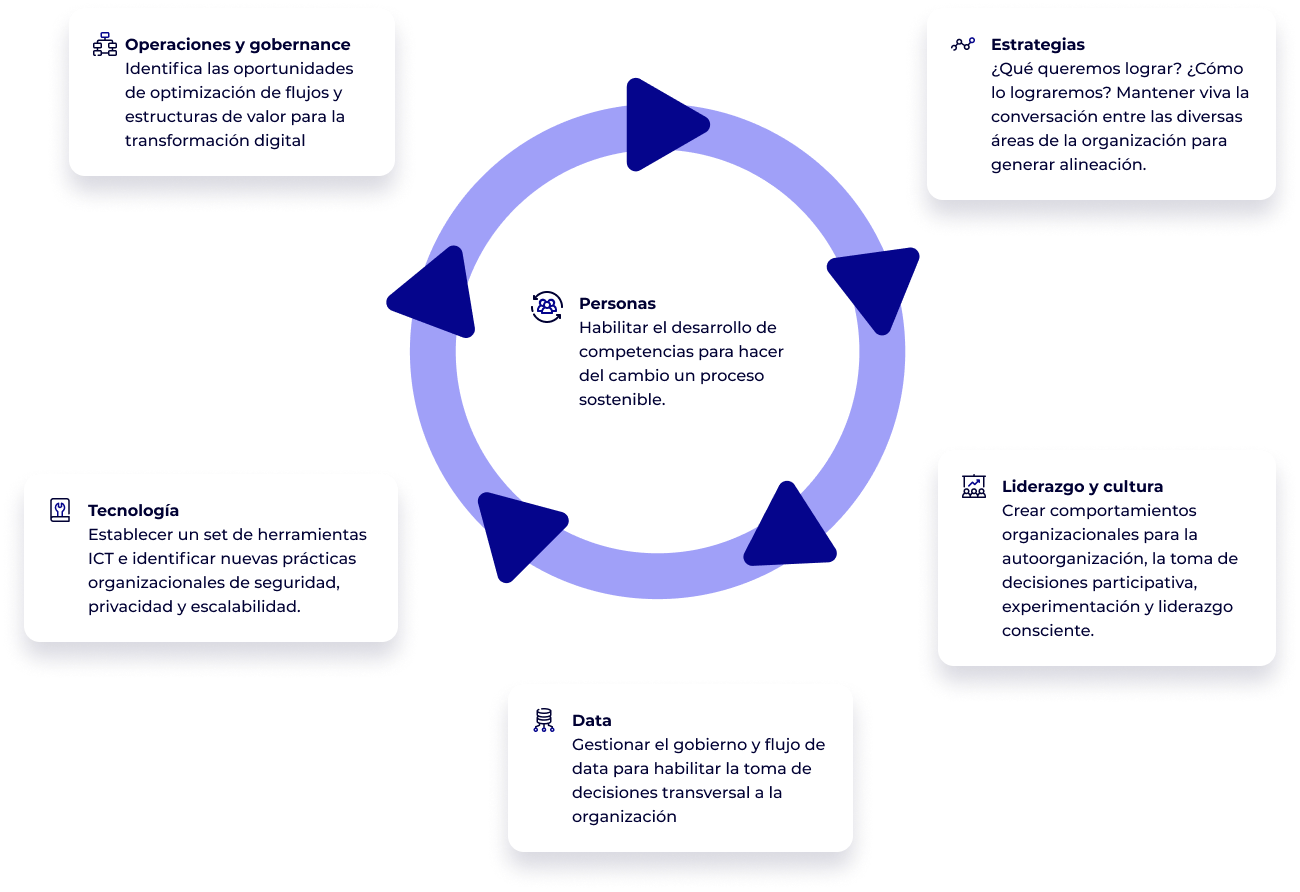 Operaciones y gobernance
Identifica las oportunidades
de optimización de flujos y
estructuras de valor para la
transformación digital
Estrategias
¿Qué queremos lograr? ¿Cómo
lo lograremos? Mantener viva la
conversación entre las diversas
áreas de la organización para
generar alineación.
Personas
Habilitar el desarrollo de
competencias para hacer
del cambio un proceso
sostenible.
Tecnología
Establecer un set de herramientas
ICT e identificar nuevas prácticas
organizacionales de seguridad,
privacidad y escalabilidad.
Liderazgo y cultura
Crear comportamientos
organizacionales para la
autoorganización, la toma de
decisiones participativa,
experimentación y liderazgo
consciente.
Data
Gestionar el gobierno y flujo de
data para habilitar la toma de
decisiones transversal a la
organización